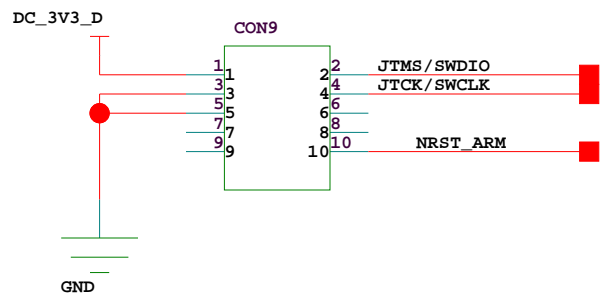 DC_3V3_D
CON9
1 1 2 2 JTMS/SWDIO
3 3 4 4 JTCK/SWCLK
5 5 6 6
7 7 8 8
9 9 10 10 NRST_ARM
GND